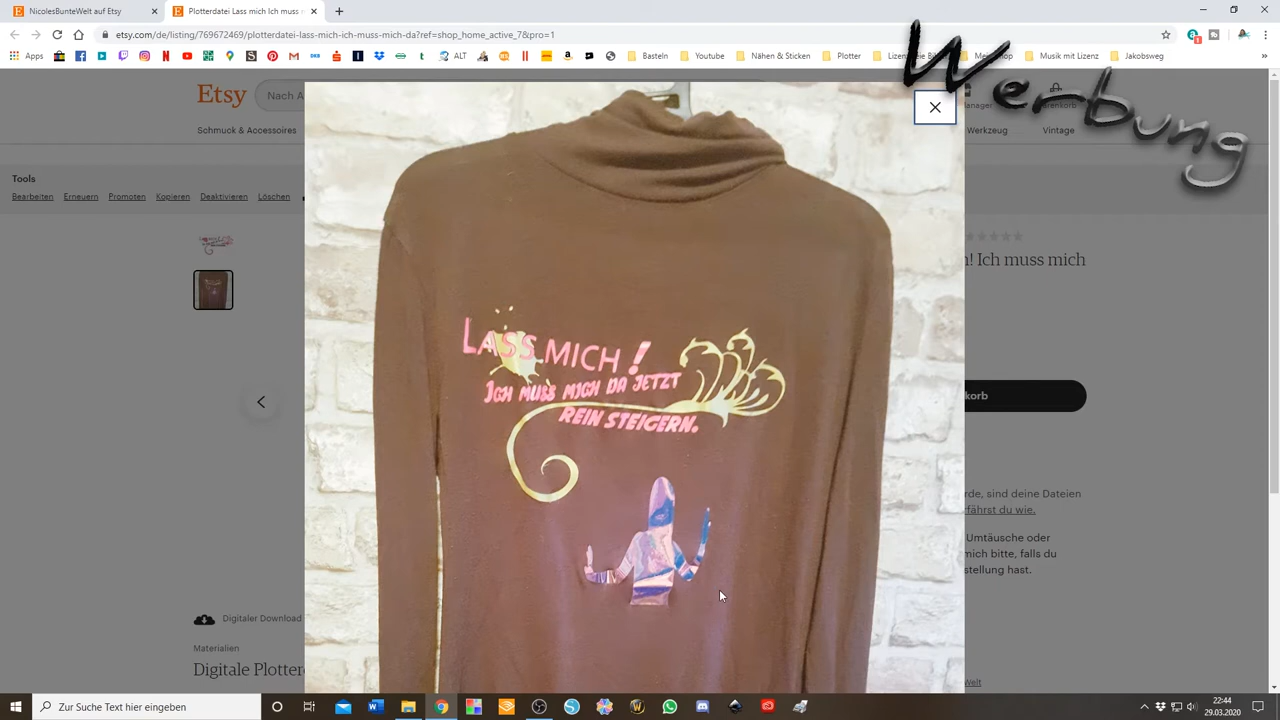 NicolesBunteWelt auf Etsy
Plotterdatei Lass mich Ich muss m
etsy.com/de/listing/769512469/plotterdatei-lass-mich-ich-muss-mich-da?ref=shop_home_active_7&pro=1
Apps
ALT
Basteln
Youtube
Nähen & Sticken
Plotter
Musik mit Lizenz
Jakobsweg
Werbung
Etsy
Nach A
Schmuck & Accessoires
Werkzeug
Vintage
Tools
Bearbeiten
Erneuern
Promoten
Kopieren
Deaktivieren
Löschen
h! Ich muss mich
LASS MICH!
ICH MUSS MICH DA JETZT
REIN STEIGERN.
korb
rde, sind deine Dateien
rfährst du wie.
Umtäusche oder
mich bitte, falls du
stellung hast.
Digitaler Download
Materialien
Digitale Plottere
Welt
Zur Suche Text hier eingeben
22:44
29.03.2020